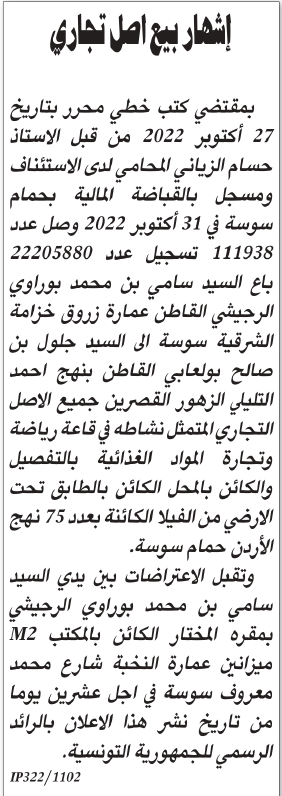 إشهار بيع اصل تجاري
بمقتضي كتب خطي محرر بتاريخ
27 أكتوبر 2022 من قبل الاستاذ
حسام الزياني المحامي لدى الاستئناف
ومسجل بالقباضة المالية بحمام
سوسة في 31 أكتوبر 2022 وصل عدد
111938 تسجيل عدد 22205880
باع السيد سامي بن محمد بوراوي
الرجيشي القاطن عمارة زروق خزامة
الشرقية سوسة الى السيد جلول بن
صالح بولعابي القاطن بنهج احمد
التليلي الزهور القصرين جميع الاصل
التجاري المتمثل نشاطه في قاعة رياضة
وتجارة المواد الغذائية بالتفصيل
والكائن بالمحل الكائن بالطابق تحت
الارضي من الفيلا الكائنة بعدد 75 نهج
الأردن حمام سوسة.
وتقبل الاعتراضات بين يدي السيد
سامي بن محمد بوراوي الرجيشي
بمقره المختار الكائن بالمكتب M2
ميزانين عمارة النخبة شارع محمد
معروف سوسة في اجل عشرين يوما
من تاريخ نشر هذا الاعلان بالرائد
الرسمي للجمهورية التونسية.
IP322/1102